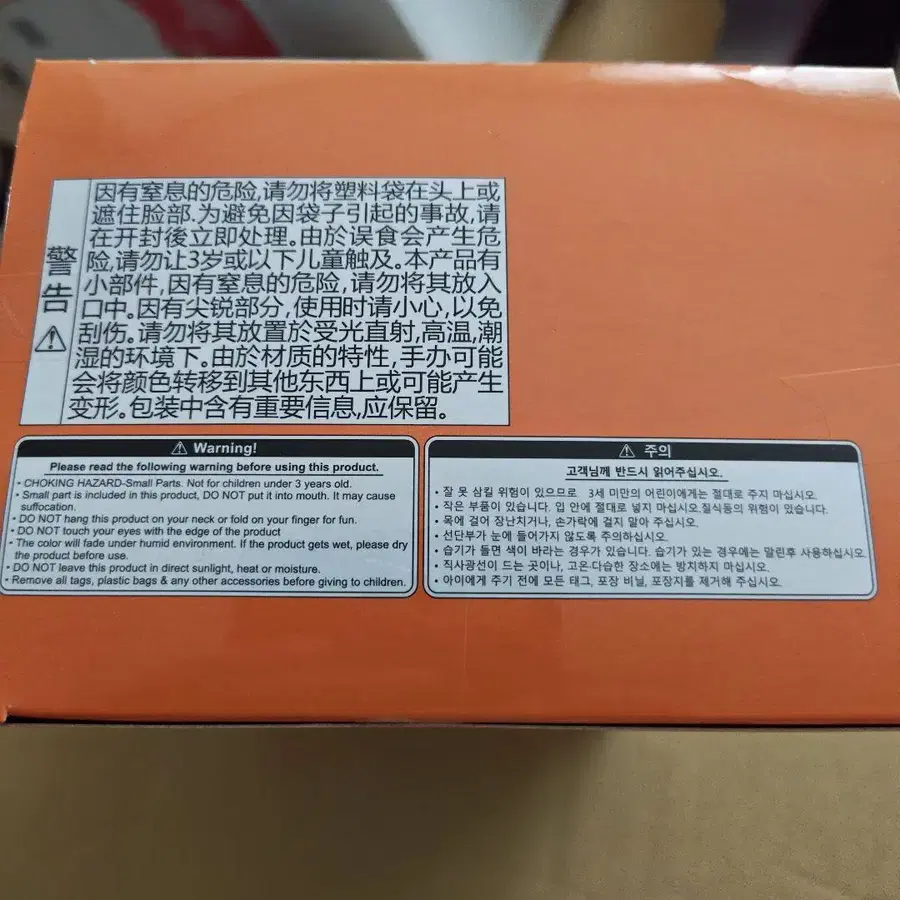 警告 ⚠
因有窒息的危险,请勿将塑料袋在头上或
遮住脸部.为避免因袋子引起的事故,请
在开封後立即处理。由於误食会产生危
险,请勿让3岁或以下儿童触及。本产品有
小部件,因有窒息的危险,请勿将其放入
口中。因有尖锐部分,使用时请小心,以免
刮伤。请勿将其放置於受光直射,高温,潮
湿的环境下。由於材质的特性,手办可能
会将颜色转移到其他东西上或可能产生
变形。包装中含有重要信息,应保留。
⚠ Warning!
Please read the following warning before using this product.
• CHOKING HAZARD-Small Parts. Not for children under 3 years old.
• Small part is included in this product, DO NOT put it into mouth. It may cause
suffocation.
• DO NOT hang this product on your neck or fold on your finger for fun.
• DO NOT touch your eyes with the edge of the product
• The color will fade under humid environment. If the product gets wet, please dry
the product before use.
• DO NOT leave this product in direct sunlight, heat or moisture.
• Remove all tags, plastic bags & any other accessories before giving to children.
⚠ 주의
고객님께 반드시 읽어주십시오.
• 잘 못 삼킬 위험이 있으므로 3세 미만의 어린이에게는 절대로 주지 마십시오.
• 작은 부품이 있습니다. 입 안에 절대로 넣지 마십시오.질식등의 위험이 있습니다.
• 목에 걸어 장난치거나, 손가락에 걸지 말아 주십시오.
• 선단부가 눈에 들어가지 않도록 주의하십시오.
• 습기가 들면 색이 바라는 경우가 있습니다. 습기가 있는 경우에는 말린후 사용하십시오.
• 직사광선이 드는 곳이나, 고온·다습한 장소에는 방치하지 마십시오.
• 아이에게 주기 전에 모든 태그, 포장 비닐, 포장지를 제거해 주십시오.